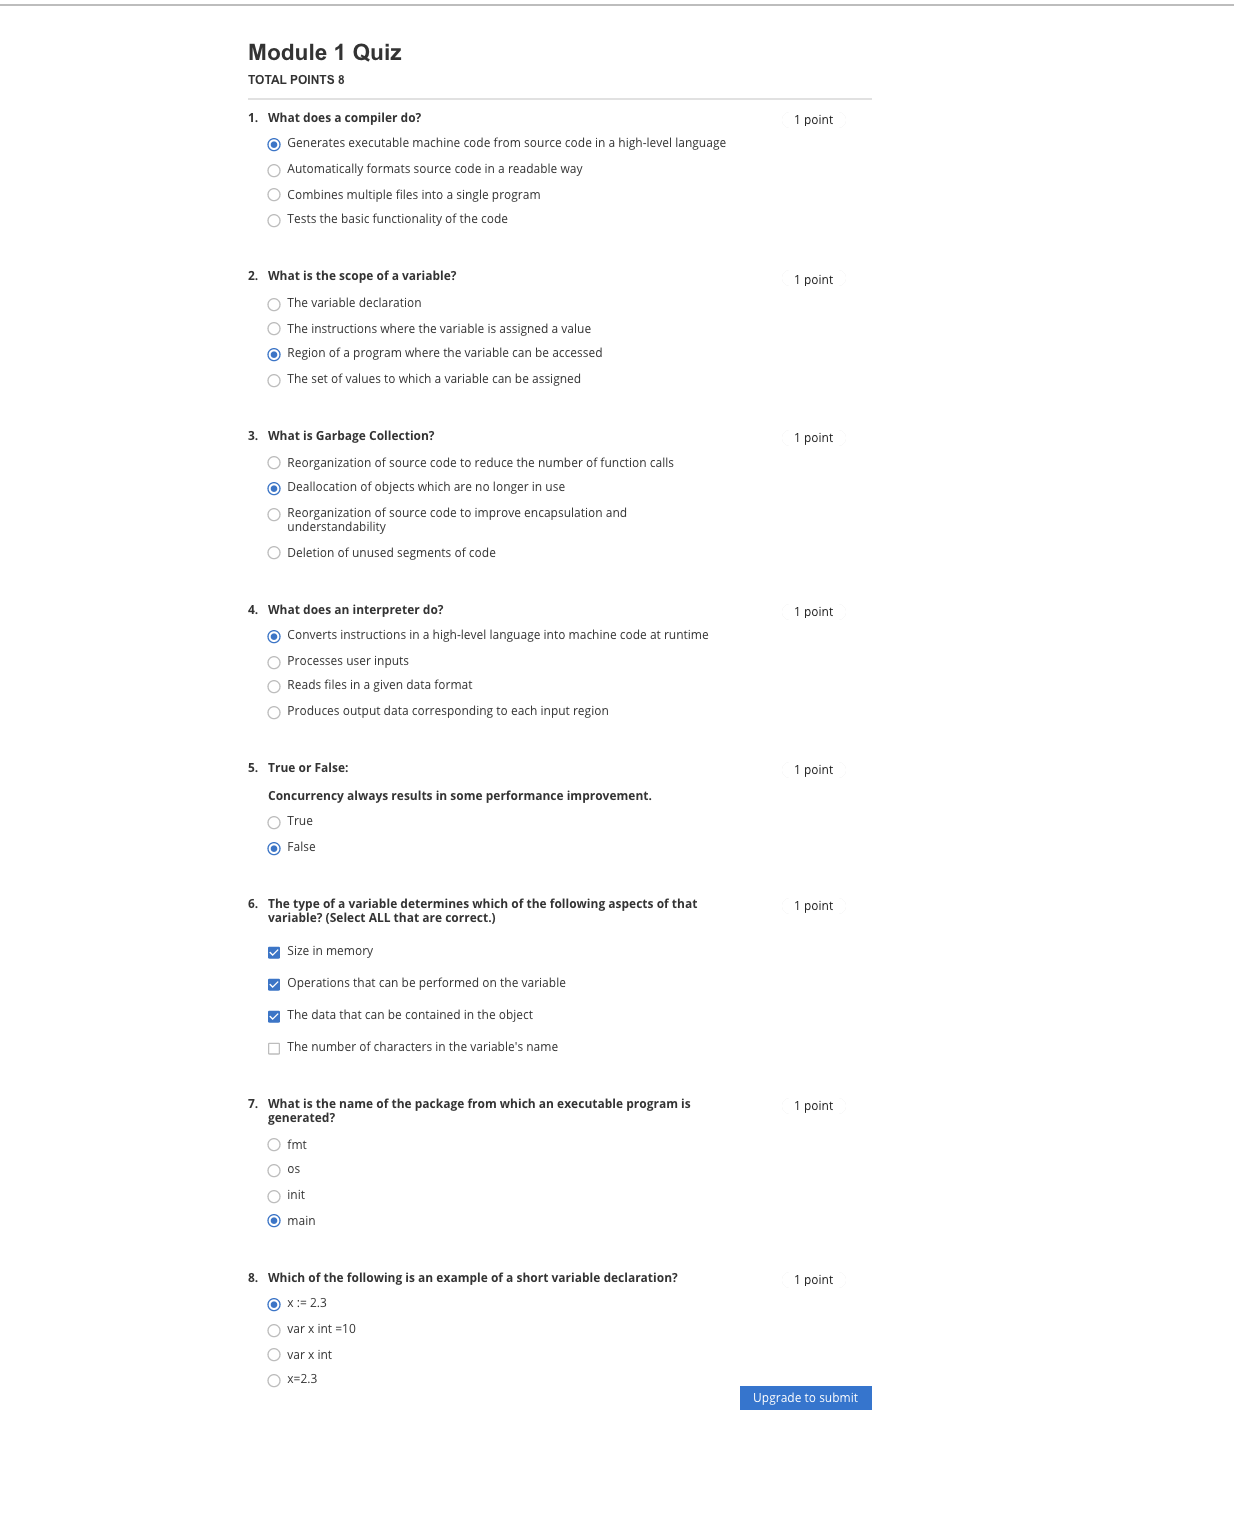 Module 1 Quiz
TOTAL POINTS 8
1. What does a compiler do? 1 point
Generates executable machine code from source code in a high-level language
Automatically formats source code in a readable way
Combines multiple files into a single program
Tests the basic functionality of the code
2. What is the scope of a variable? 1 point
The variable declaration
The instructions where the variable is assigned a value
Region of a program where the variable can be accessed
The set of values to which a variable can be assigned
3. What is Garbage Collection? 1 point
Reorganization of source code to reduce the number of function calls
Deallocation of objects which are no longer in use
Reorganization of source code to improve encapsulation and
understandability
Deletion of unused segments of code
4. What does an interpreter do? 1 point
Converts instructions in a high-level language into machine code at runtime
Processes user inputs
Reads files in a given data format
Produces output data corresponding to each input region
5. True or False: 1 point
Concurrency always results in some performance improvement.
True
False
6. The type of a variable determines which of the following aspects of that 1 point
variable? (Select ALL that are correct.)
Size in memory
Operations that can be performed on the variable
The data that can be contained in the object
The number of characters in the variable's name
7. What is the name of the package from which an executable program is 1 point
generated?
fmt
os
init
main
8. Which of the following is an example of a short variable declaration? 1 point
x := 2.3
var x int =10
var x int
x=2.3
Upgrade to submit